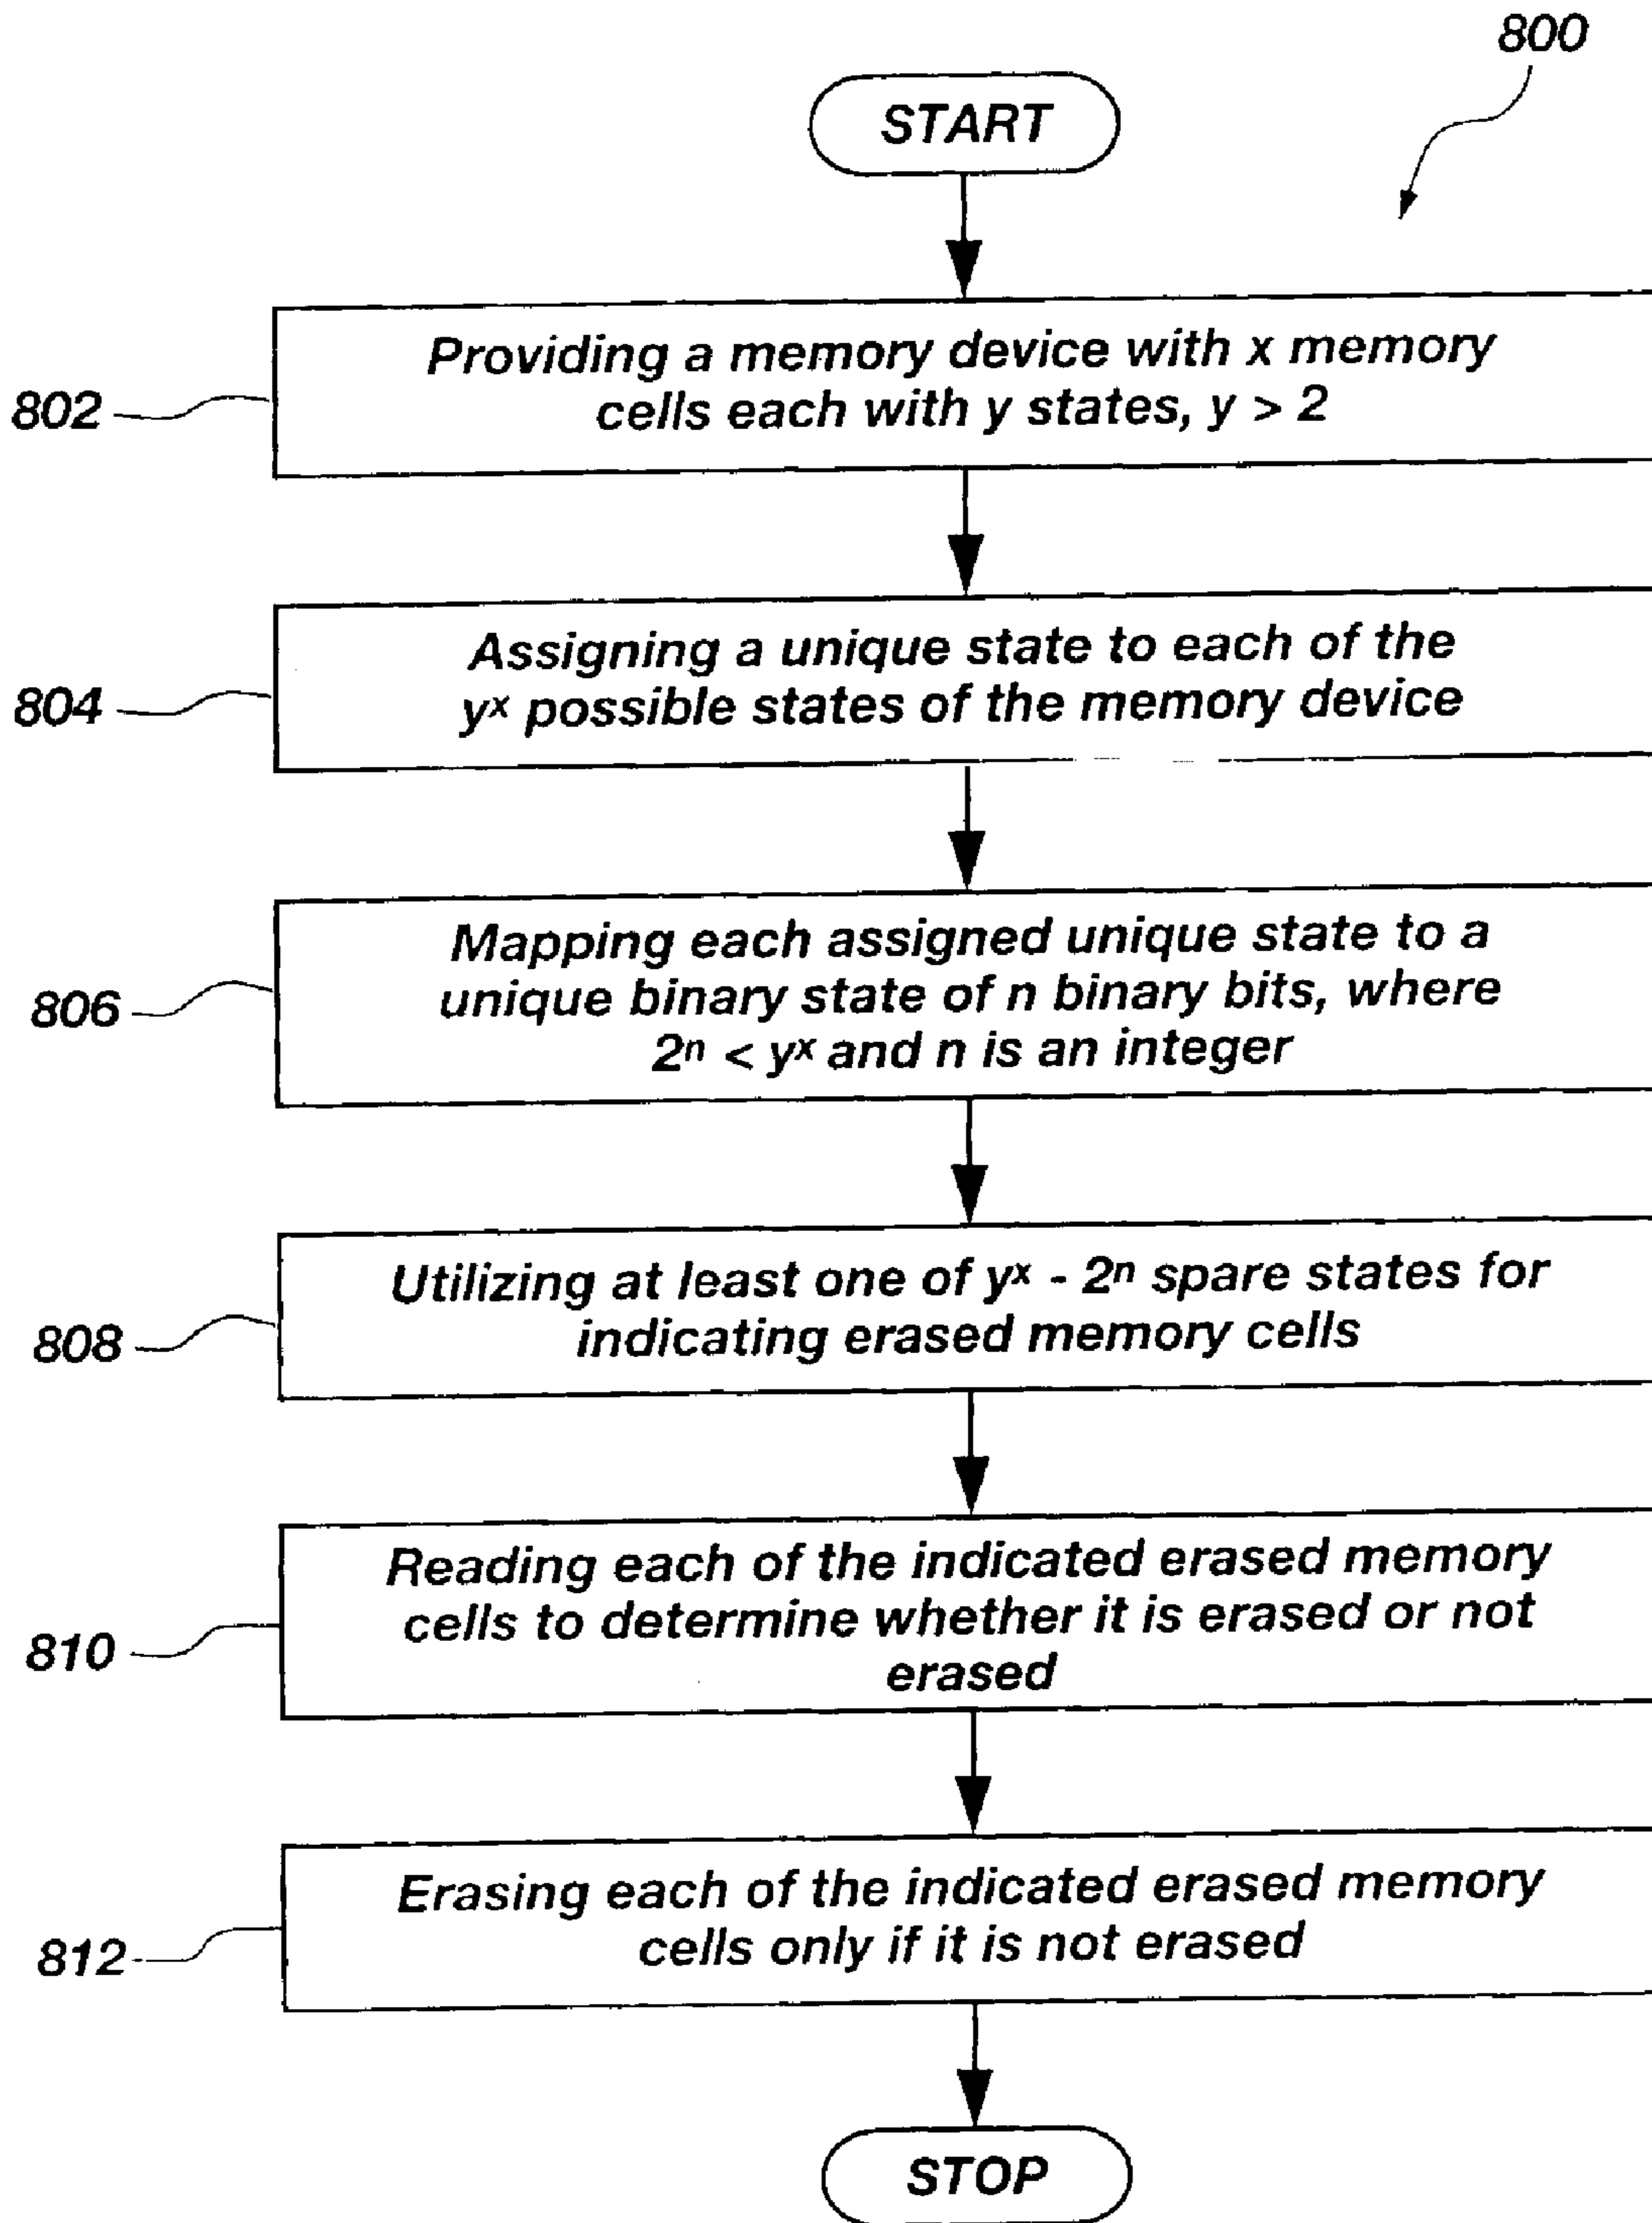 800
START
802
Providing a memory device with x memory
cells each with y states, y > 2
804
Assigning a unique state to each of the
yˣ possible states of the memory device
806
Mapping each assigned unique state to a
unique binary state of n binary bits, where
2ⁿ < yˣ and n is an integer
808
Utilizing at least one of yˣ - 2ⁿ spare states for
indicating erased memory cells
810
Reading each of the indicated erased memory
cells to determine whether it is erased or not
erased
812
Erasing each of the indicated erased memory
cells only if it is not erased
STOP